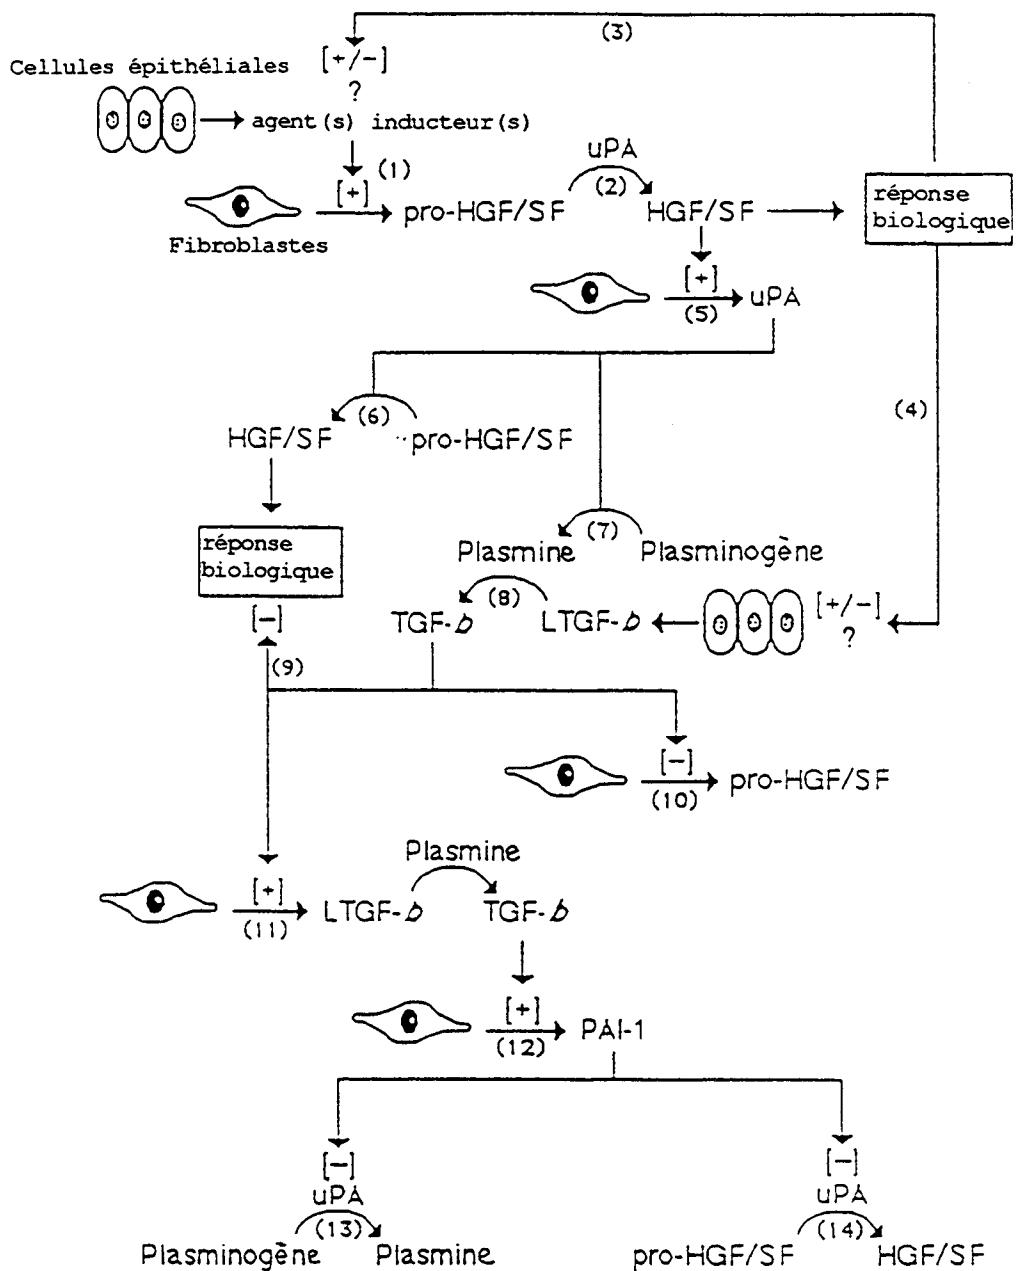 (3)
[+/-]
Cellules épithéliales
?
agent(s) inducteur(s)
(1)
uPA
[+]
(2)
pro-HGF/SF
HGF/SF
réponse
biologique
Fibroblastes
[+]
uPA
(5)
(4)
(6)
HGF/SF
pro-HGF/SF
réponse
biologique
(7)
Plasmine
Plasminogène
(8)
[+/-]
[-]
TGF-b
LTGF-b
?
(9)
[-]
pro-HGF/SF
(10)
Plasmine
[+]
LTGF-b
TGF-b
(11)
[+]
PAI-1
(12)
[-]
[-]
uPA
uPA
(13)
(14)
Plasminogène
Plasmine
pro-HGF/SF
HGF/SF